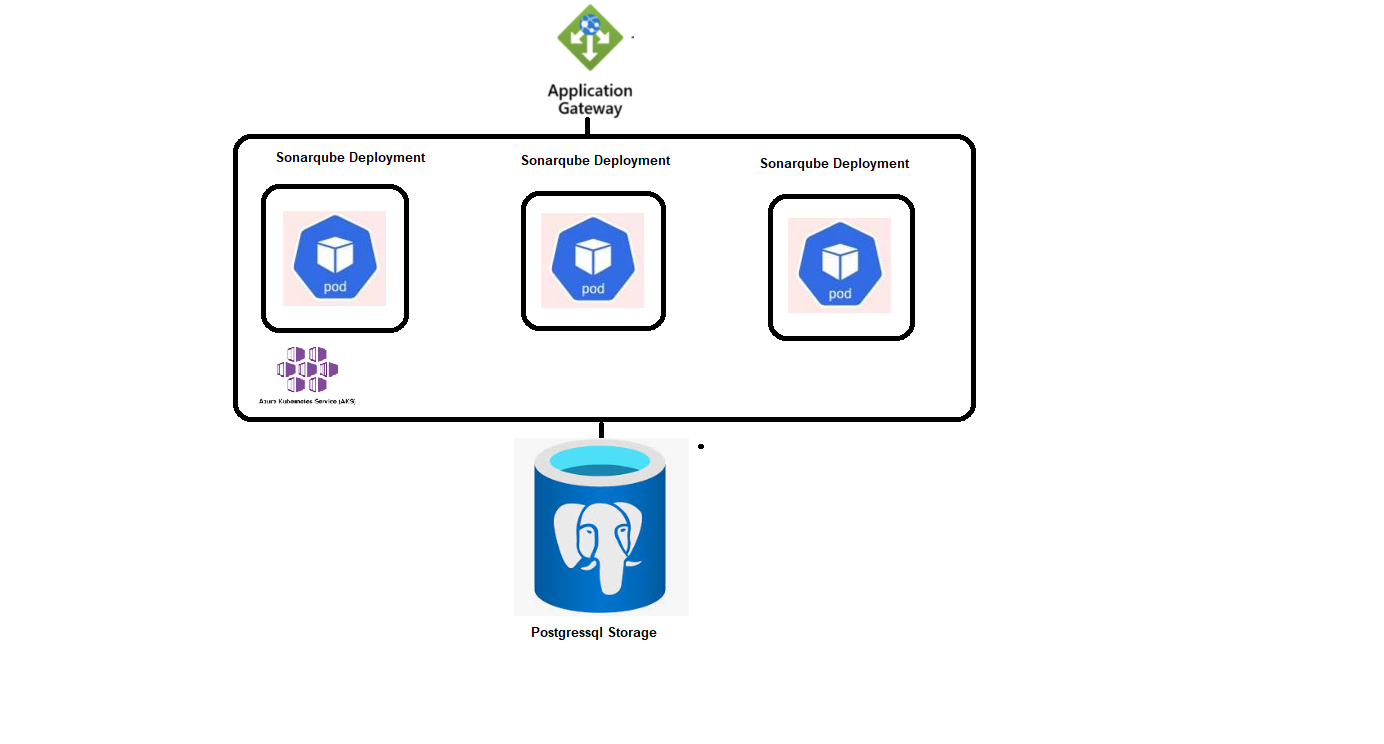 Application
Gateway
Sonarqube Deployment
Sonarqube Deployment
Sonarqube Deployment
pod
pod
pod
Azure Kubernetes Service (AKS)
Postgressql Storage